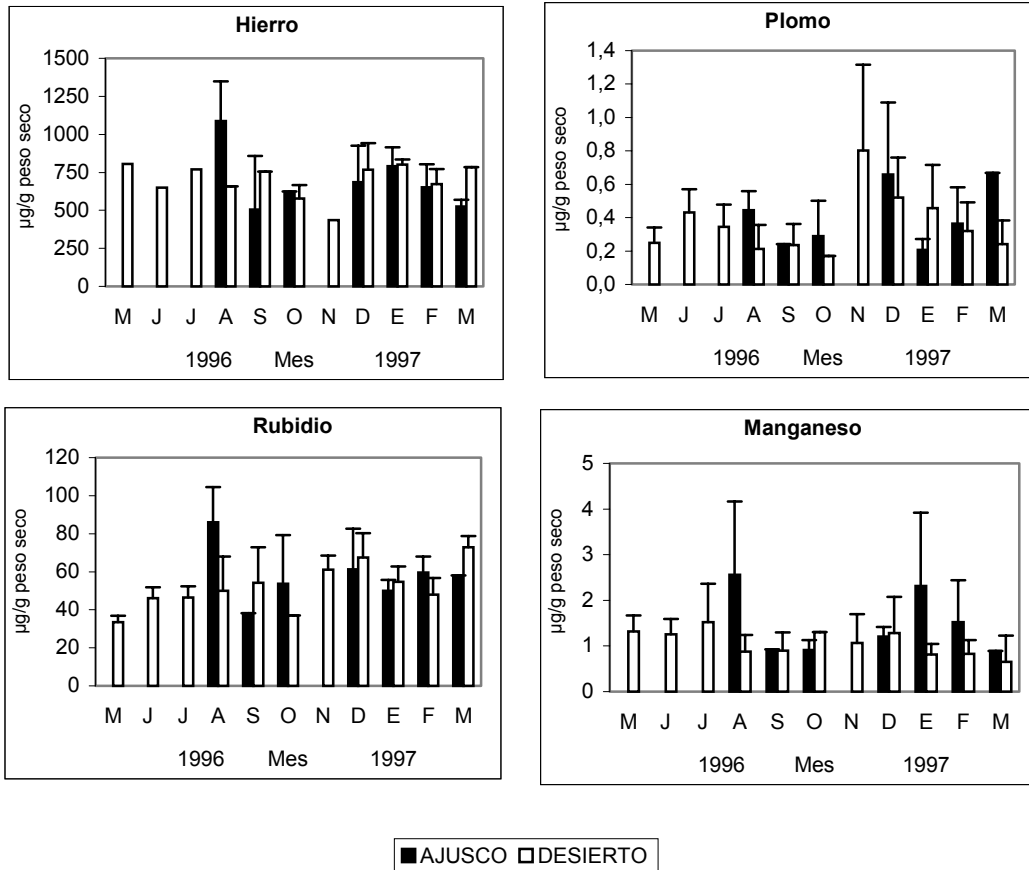 Hierro
µg/g peso seco
1500
1250
1000
750
500
250
0
M J J A S O N D E F M
1996 Mes 1997
Plomo
µg/g peso seco
1,4
1,2
1,0
0,8
0,6
0,4
0,2
0,0
M J J A S O N D E F M
1996 Mes 1997
Rubidio
µg/g peso seco
120
100
80
60
40
20
0
M J J A S O N D E F M
1996 Mes 1997
Manganeso
µg/g peso seco
5
4
3
2
1
0
M J J A S O N D E F M
1996 Mes 1997
AJUSCO DESIERTO